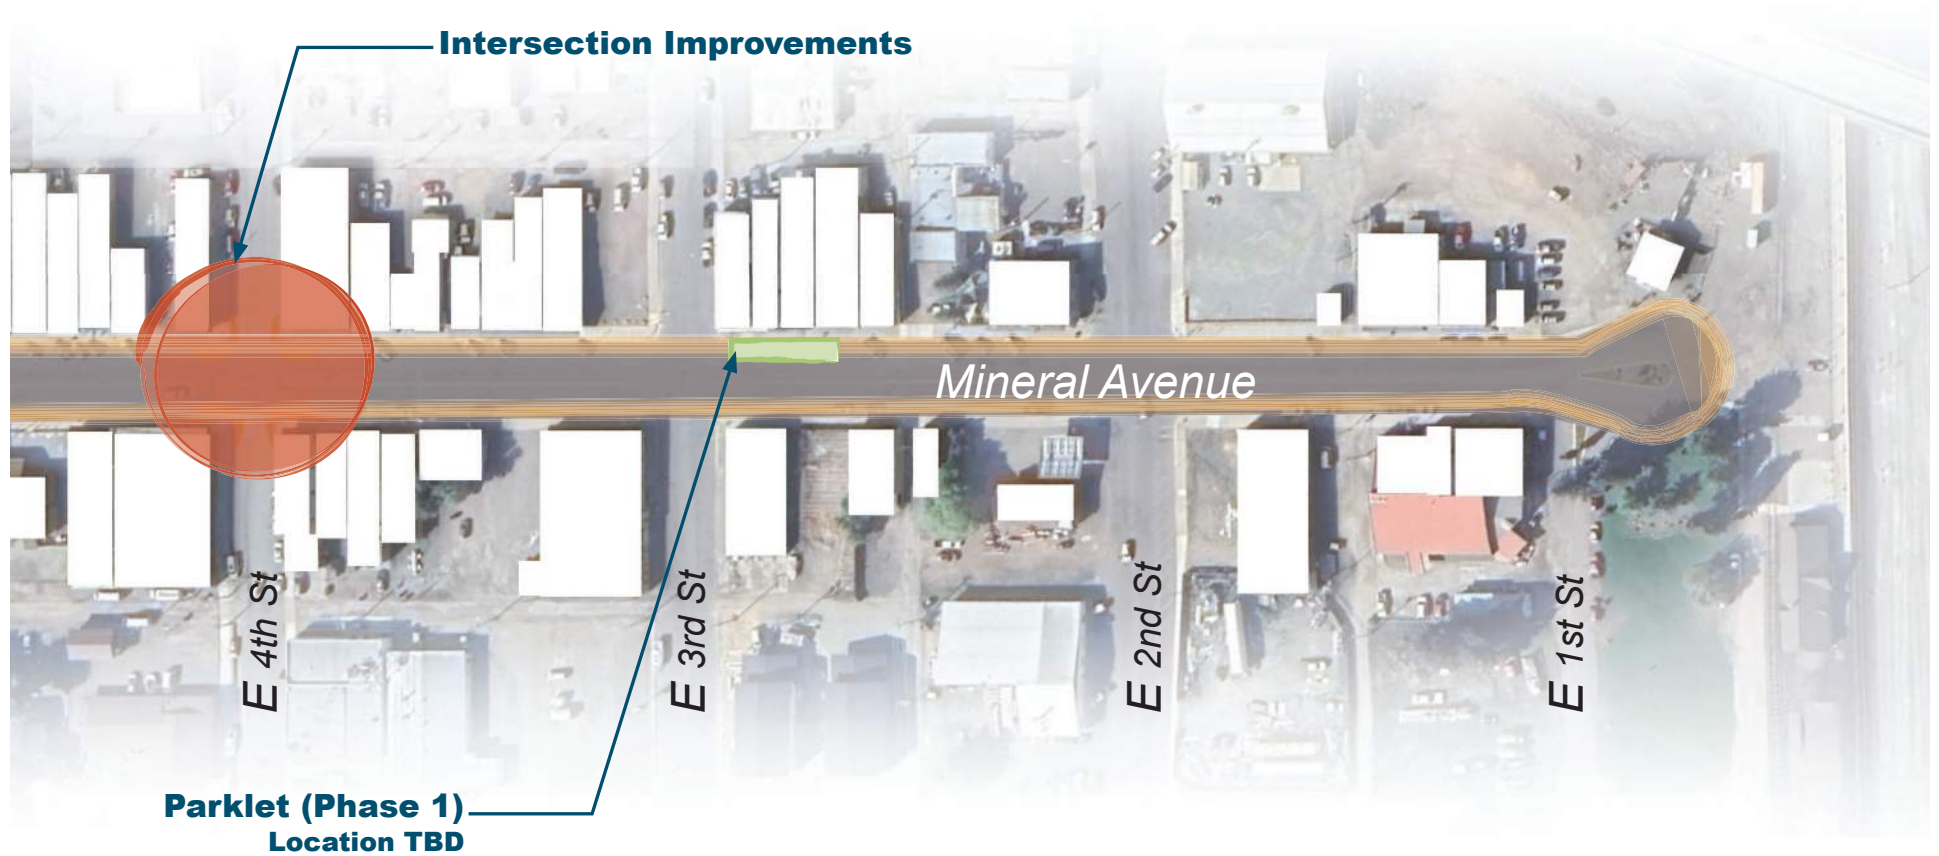 Intersection Improvements
Mineral Avenue
E 4th St
E 3rd St
E 2nd St
E 1st St
Parklet (Phase 1)
Location TBD